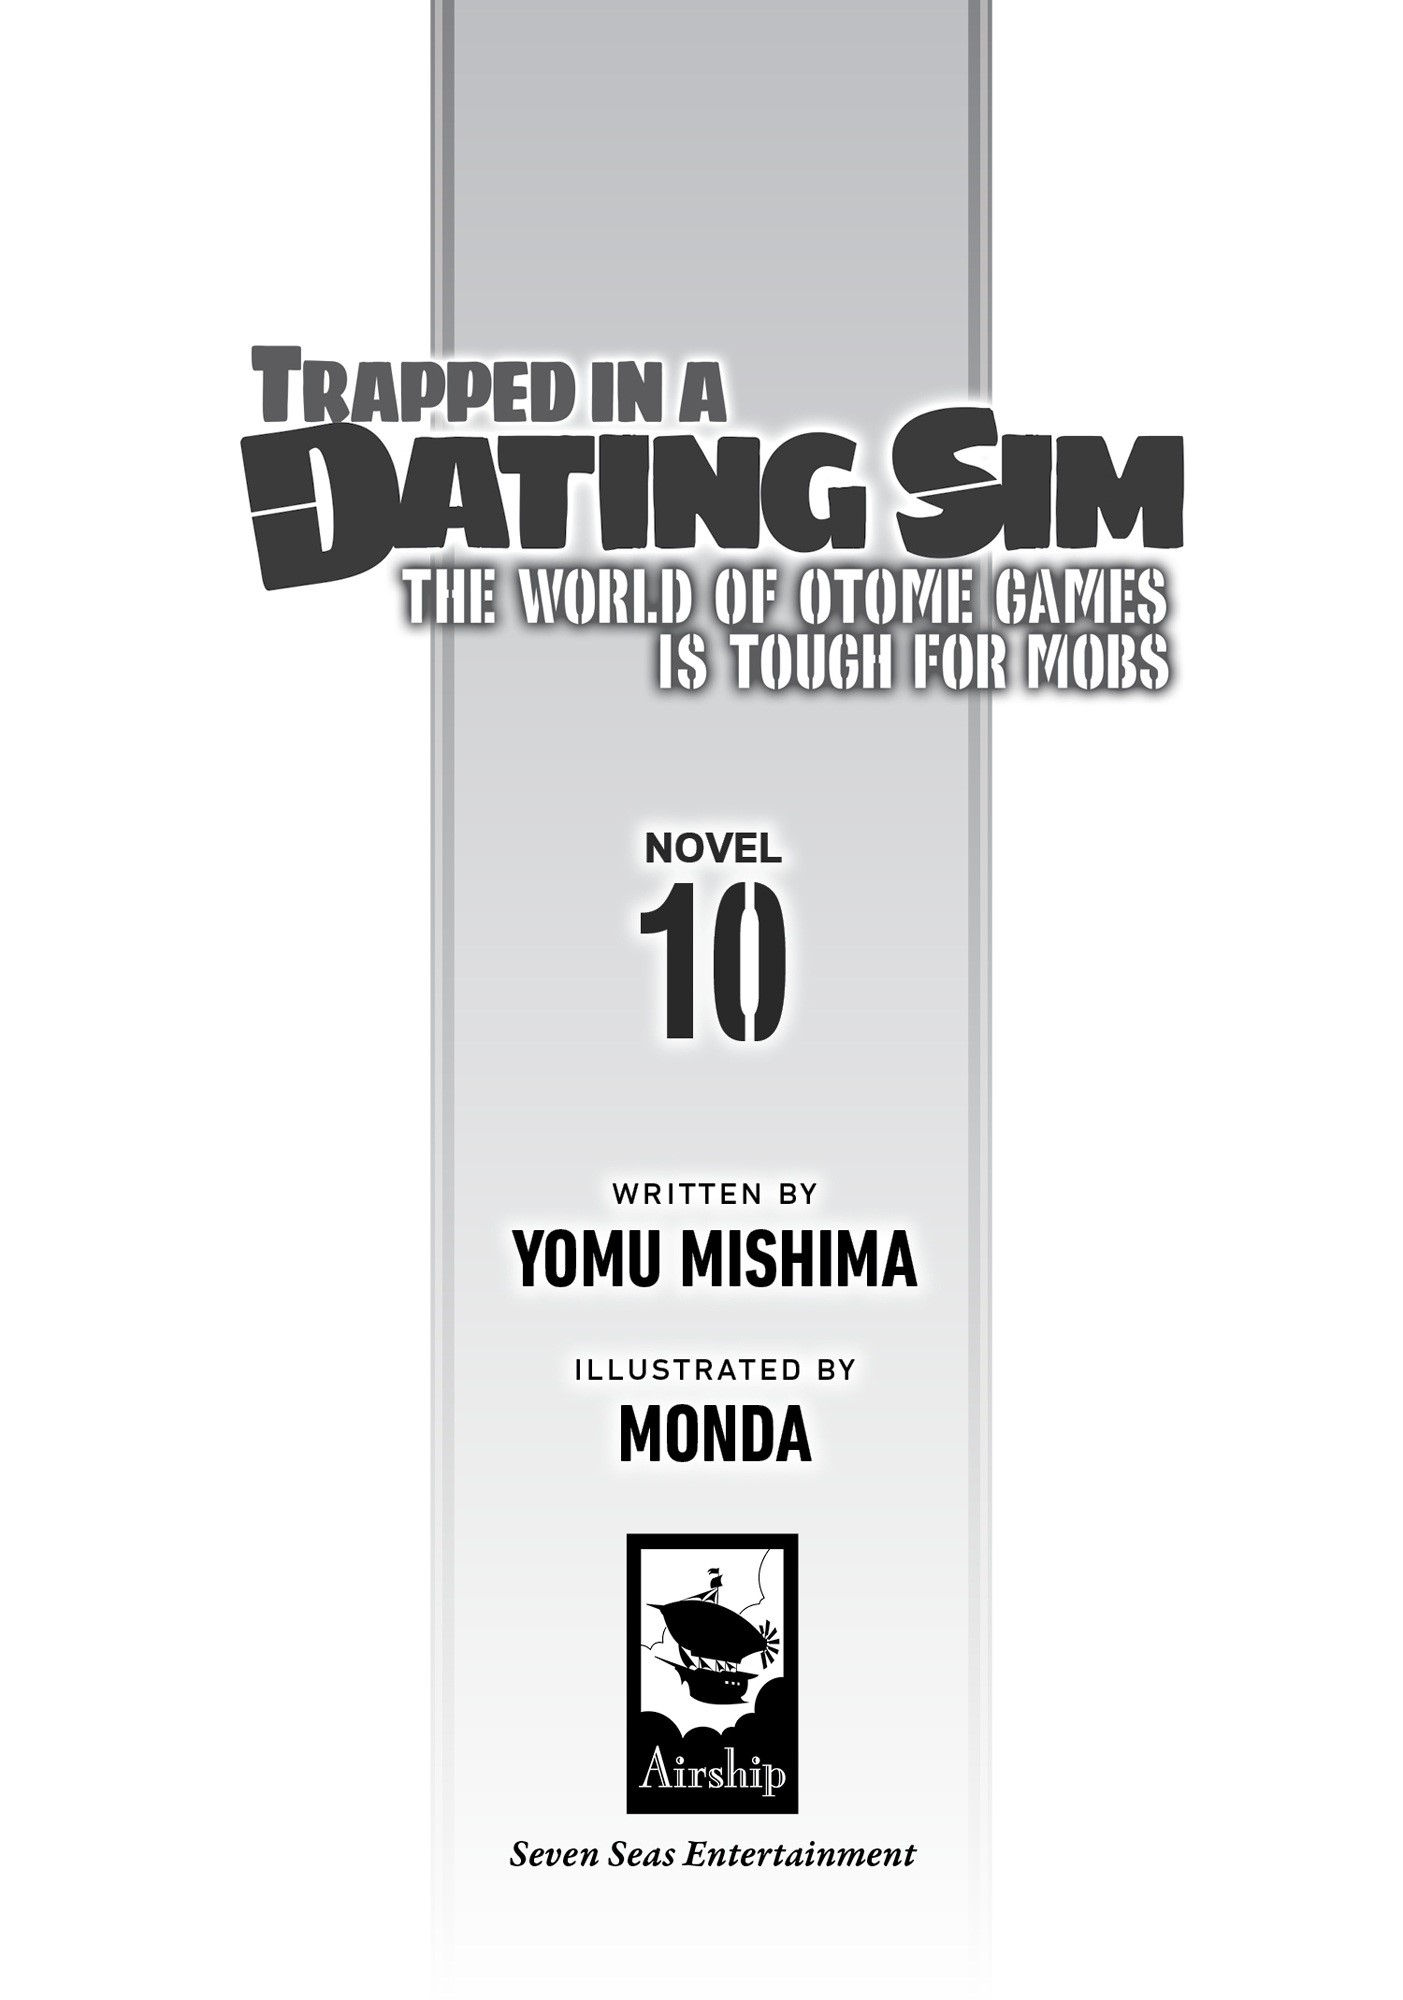 TRAPPED IN A
DATING SIM
THE WORLD OF OTOME GAMES
IS TOUGH FOR MOBS
NOVEL
10
WRITTEN BY
YOMU MISHIMA
ILLUSTRATED BY
MONDA
Airship
Seven Seas Entertainment